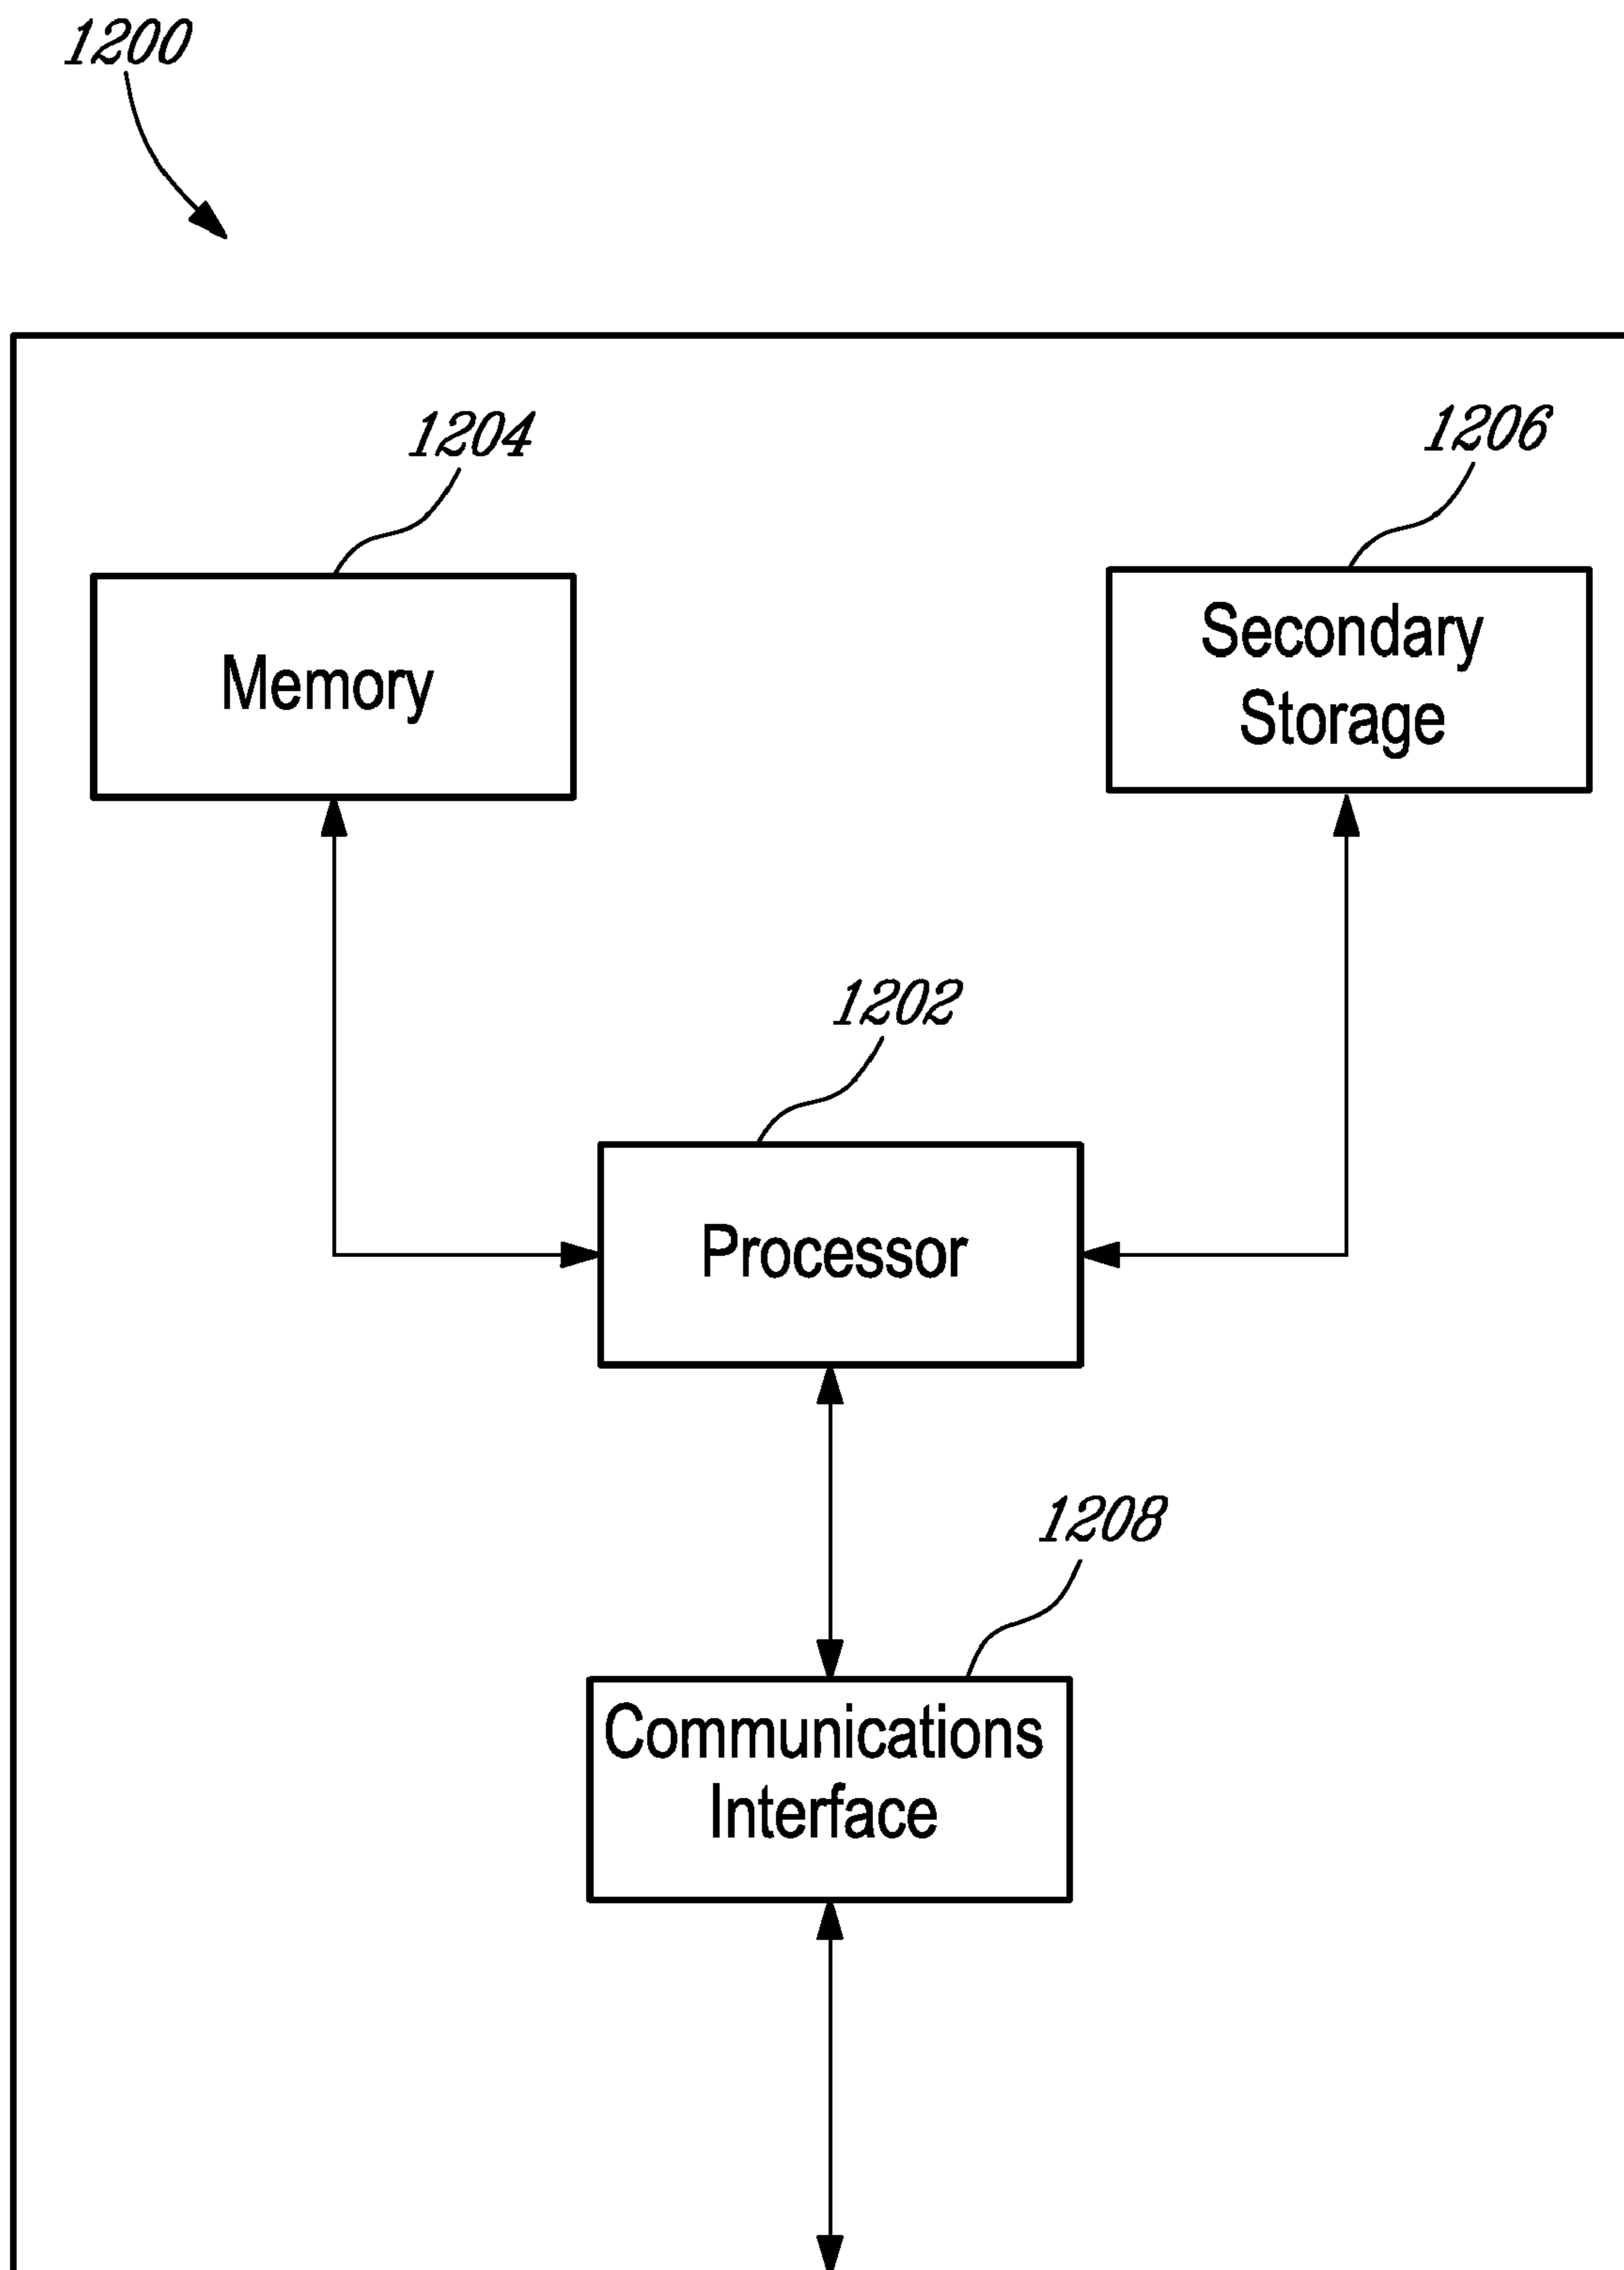 1200
1204
1206
Memory
Secondary
Storage
1202
Processor
1208
Communications
Interface